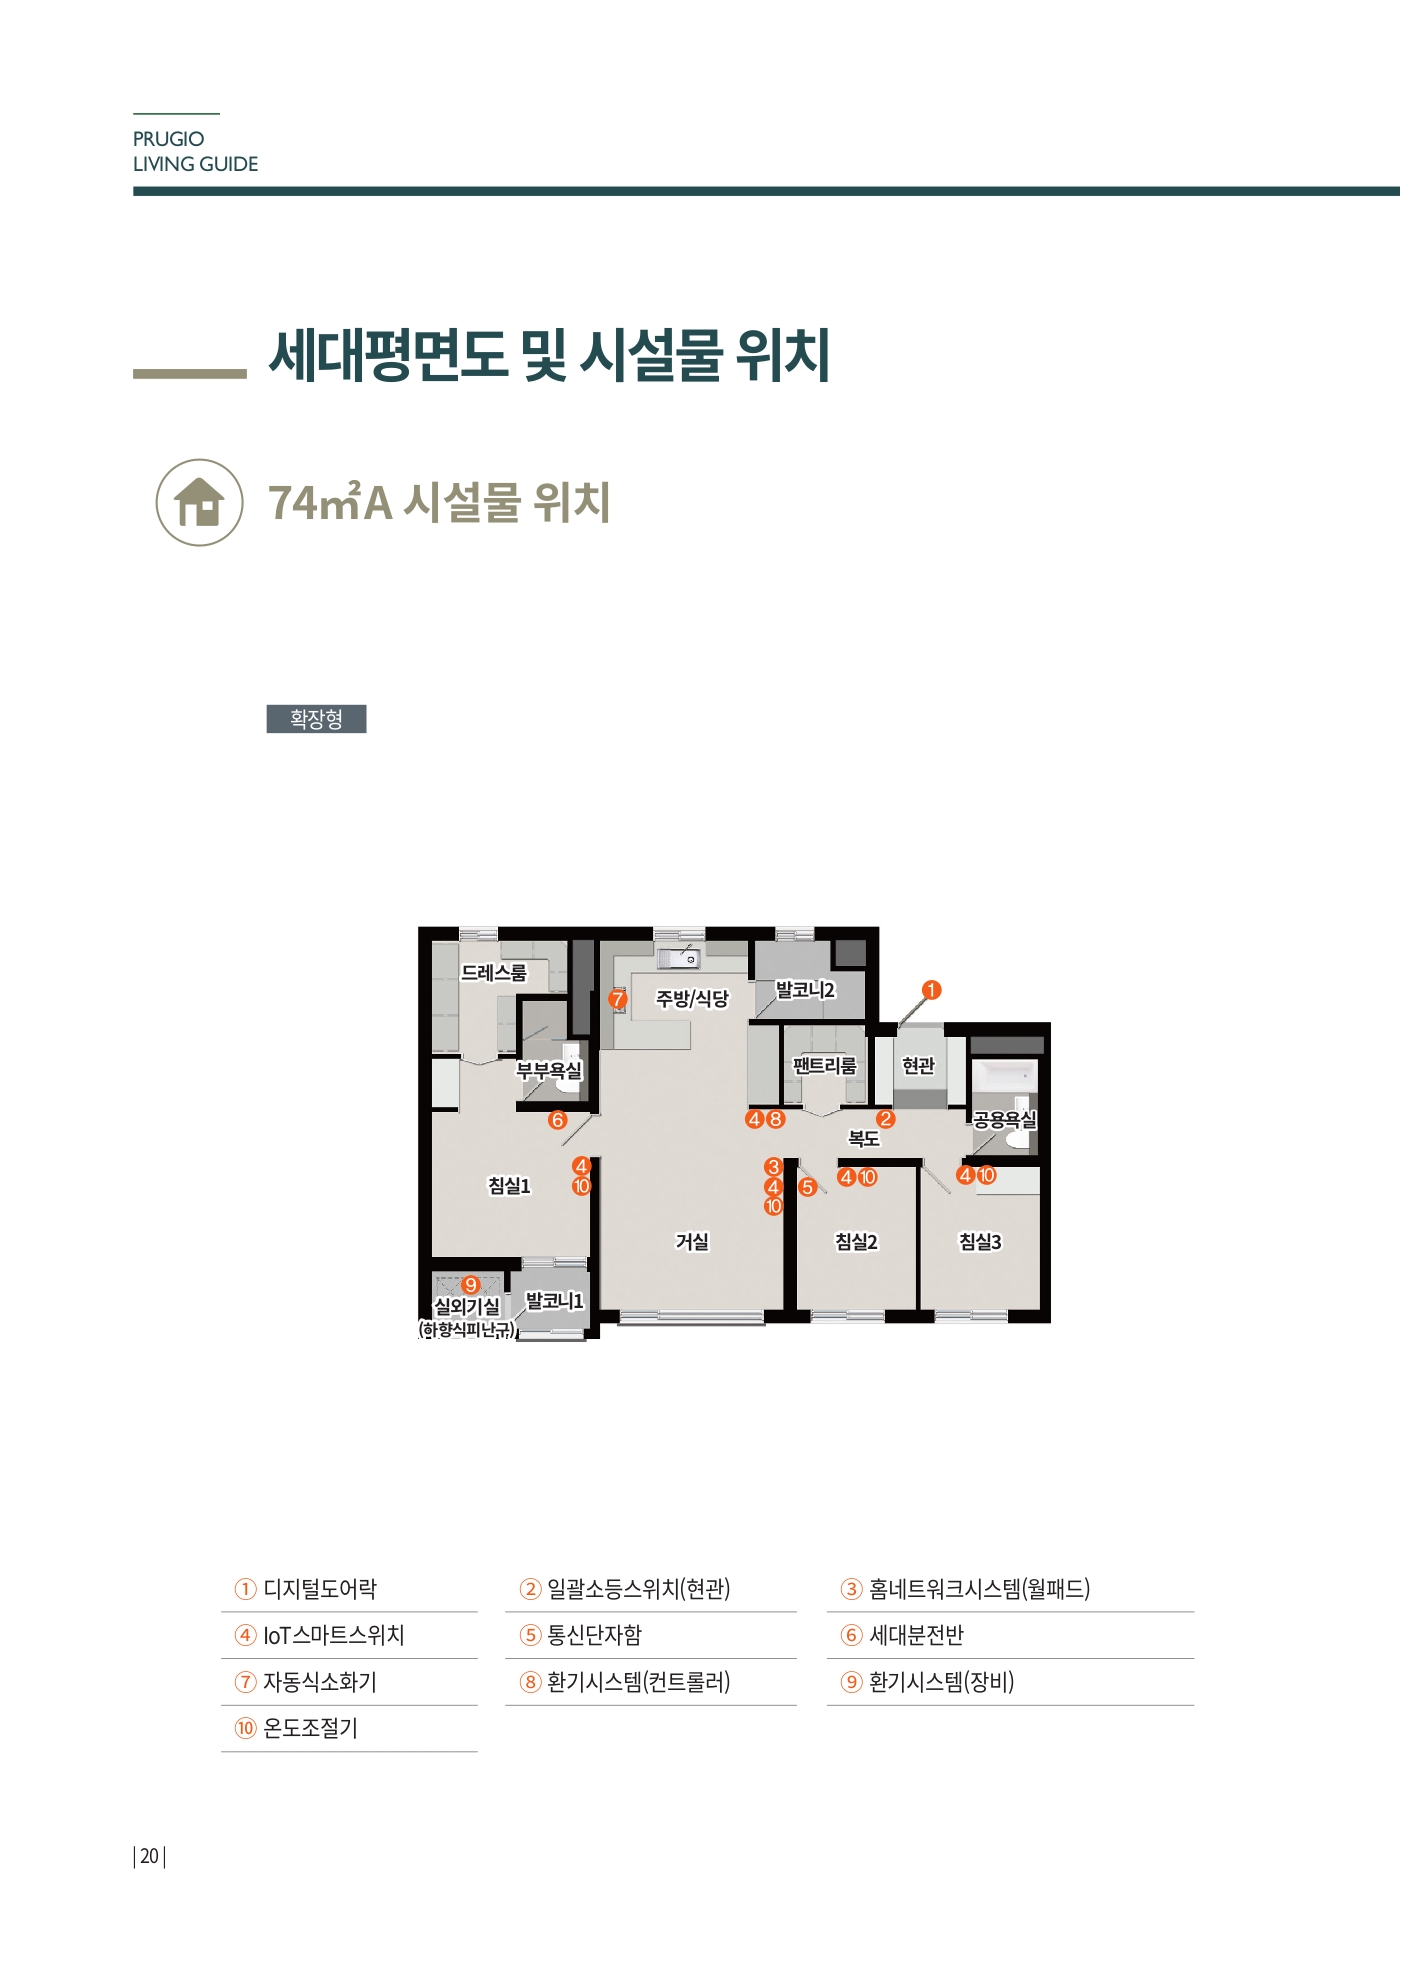 PRUGIO
LIVING GUIDE
세대평면도 및 시설물 위치
74㎡A 시설물 위치
확장형
드레스룸
주방/식당
발코니2
부부욕실
팬트리룸
현관
공용욕실
복도
침실1
거실
침실2
침실3
실외기실
(하향식피난구)
발코니1
1
7
6
4 8
2
4
10
3
4
10
5
4 10
4 10
9
① 디지털도어락
② 일괄소등스위치(현관)
③ 홈네트워크시스템(월패드)
④ IoT스마트스위치
⑤ 통신단자함
⑥ 세대분전반
⑦ 자동식소화기
⑧ 환기시스템(컨트롤러)
⑨ 환기시스템(장비)
⑩ 온도조절기
| 20 |